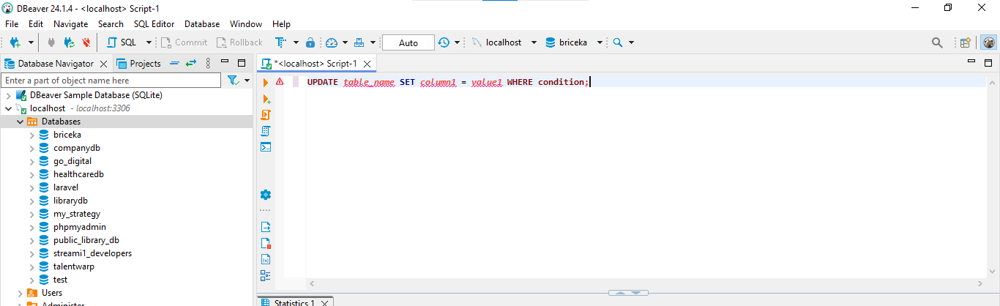 DBeaver 24.1.4 - <localhost> Script-1
File Edit Navigate Search SQL Editor Database Window Help
SQL Commit Rollback Auto localhost briceka
Database Navigator Projects
Enter a part of object name here
DBeaver Sample Database (SQLite)
localhost - localhost:3306
Databases
briceka
companydb
go_digital
healthcaredb
laravel
librarydb
my_strategy
phpmyadmin
public_library_db
streami1_developers
talentwarp
test
Users
Administer
*<localhost> Script-1
UPDATE table_name SET column1 = value1 WHERE condition;
Statistics 1